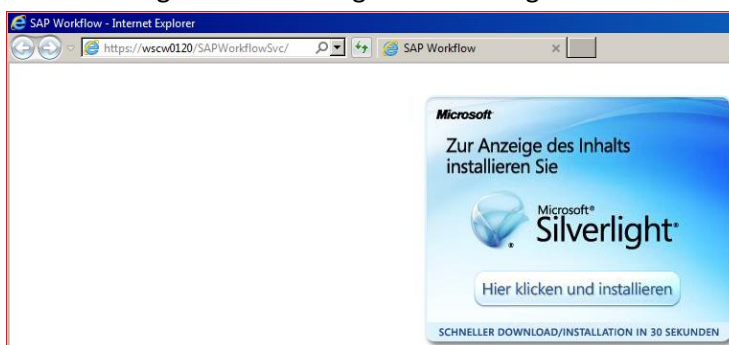 SAP Workflow - Internet Explorer
https://wscw0120/SAPWorkflowSvc/
SAP Workflow
Microsoft
Zur Anzeige des Inhalts
installieren Sie
Microsoft®
Silverlight®
Hier klicken und installieren
SCHNELLER DOWNLOAD/INSTALLATION IN 30 SEKUNDEN